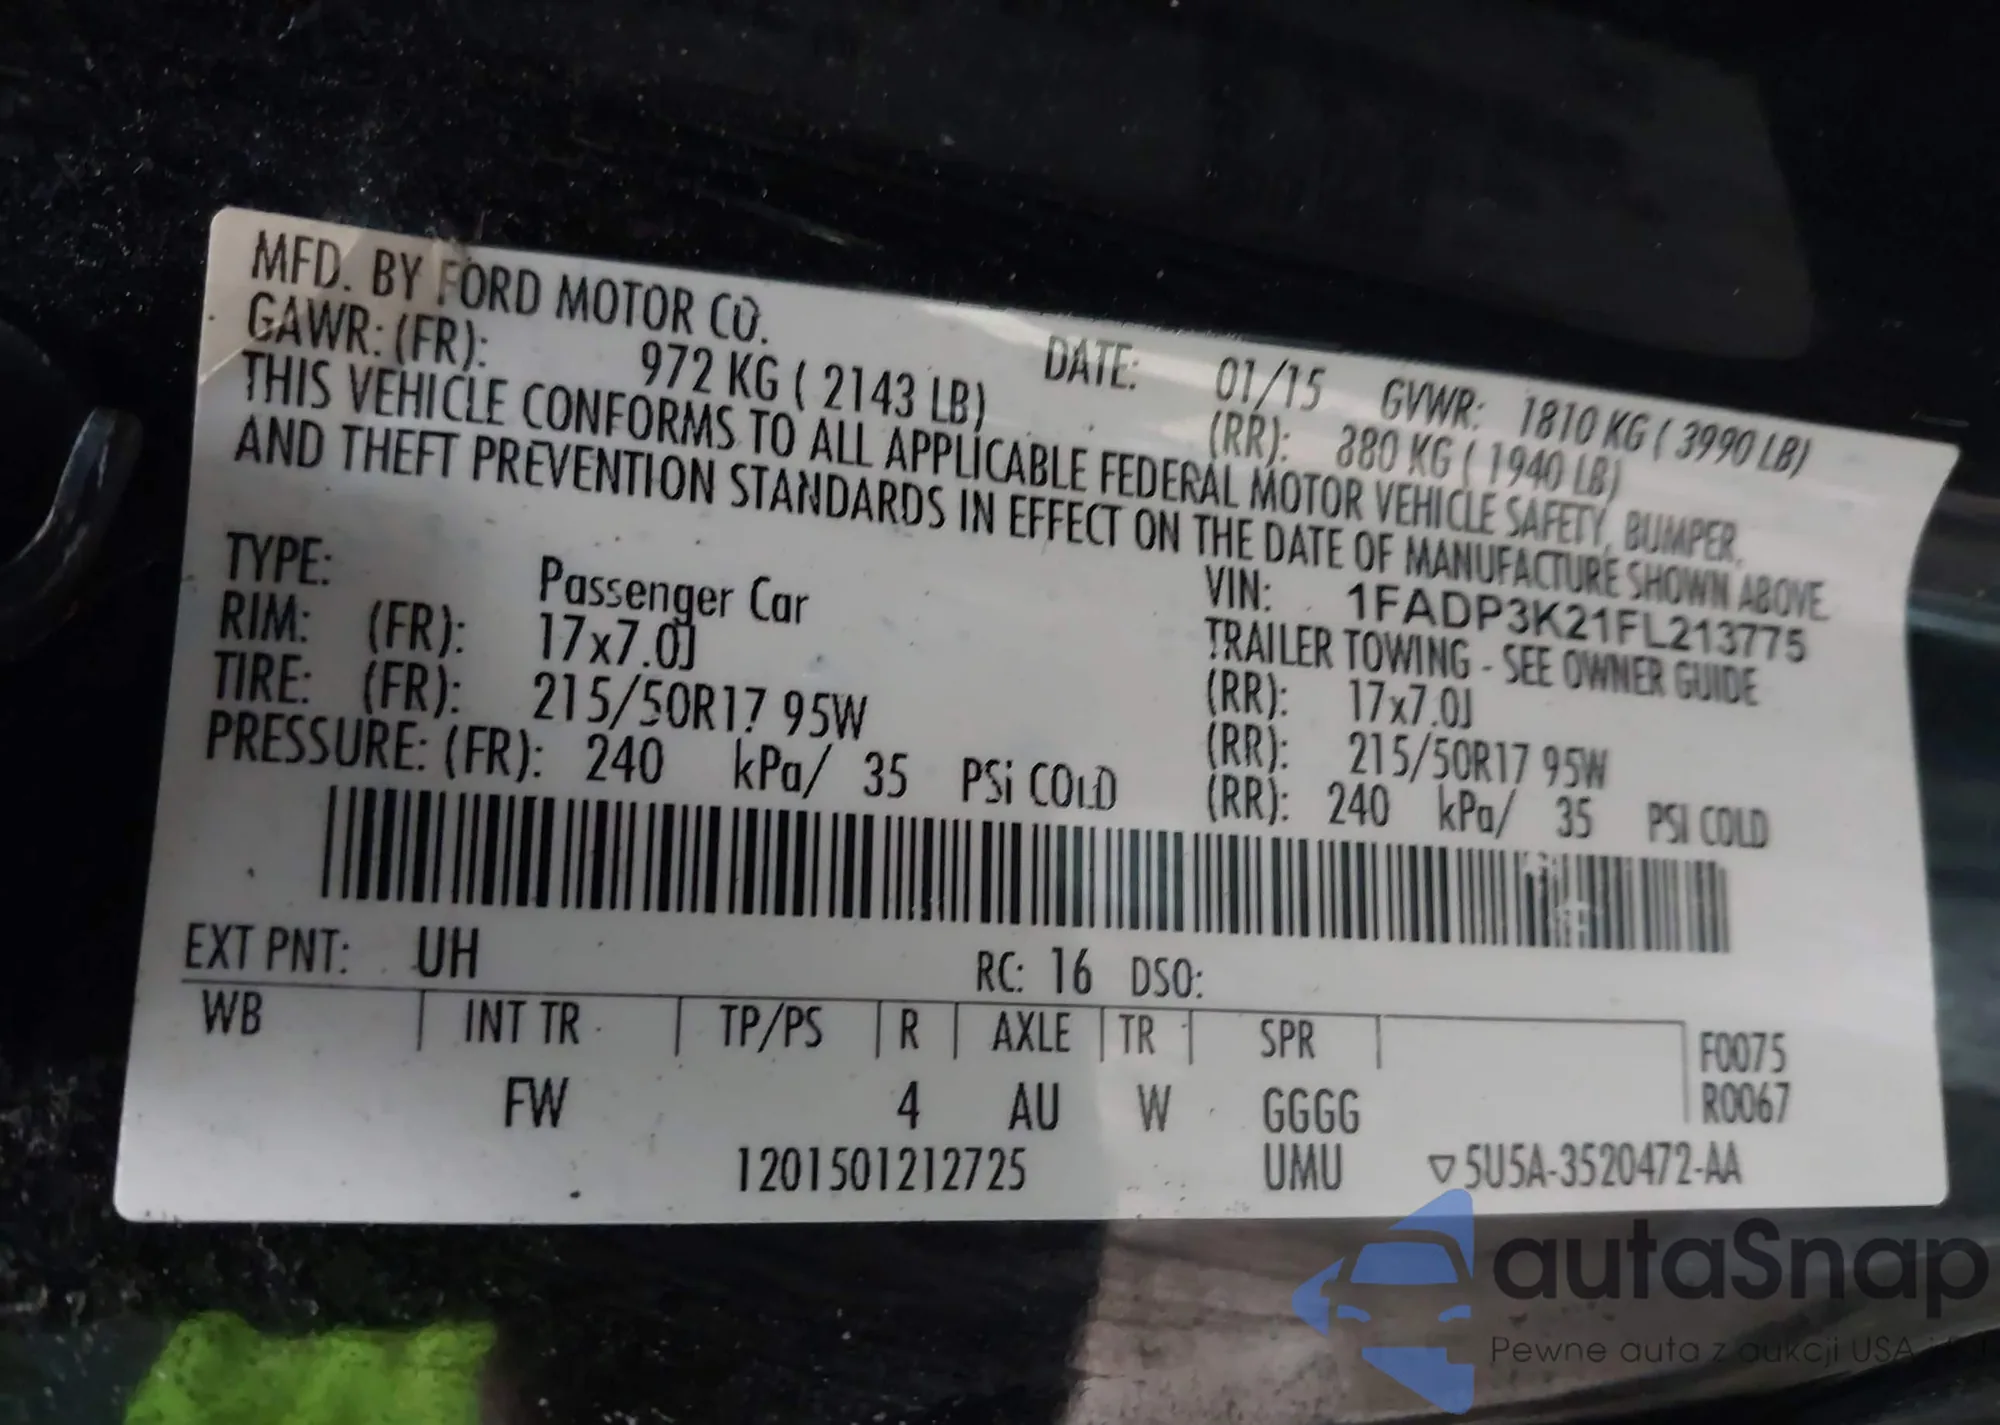 MFD. BY FORD MOTOR CO.
DATE: 01/15 GVWR: 1810 KG ( 3990 LB)
GAWR: (FR): 972 KG ( 2143 LB) (RR): 880 KG ( 1940 LB)
THIS VEHICLE CONFORMS TO ALL APPLICABLE FEDERAL MOTOR VEHICLE SAFETY, BUMPER,
AND THEFT PREVENTION STANDARDS IN EFFECT ON THE DATE OF MANUFACTURE SHOWN ABOVE.
VIN: 1FADP3K21FL213775
TYPE: Passenger Car TRAILER TOWING - SEE OWNER GUIDE
RIM: (FR): 17x7.0J (RR): 17x7.0J
TIRE: (FR): 215/50R17 95W (RR): 215/50R17 95W
PRESSURE: (FR): 240 kPa/ 35 PSi COLD (RR): 240 kPa/ 35 PSI COLD
EXT PNT: UH RC: 16 DSO:
WB | INT TR | TP/PS | R | AXLE | TR | SPR | F0075
FW 4 AU W GGGG R0067
1201501212725 UMU ▽5U5A-3520472-AA
autaSnap
Pewne auta z aukcji USA i